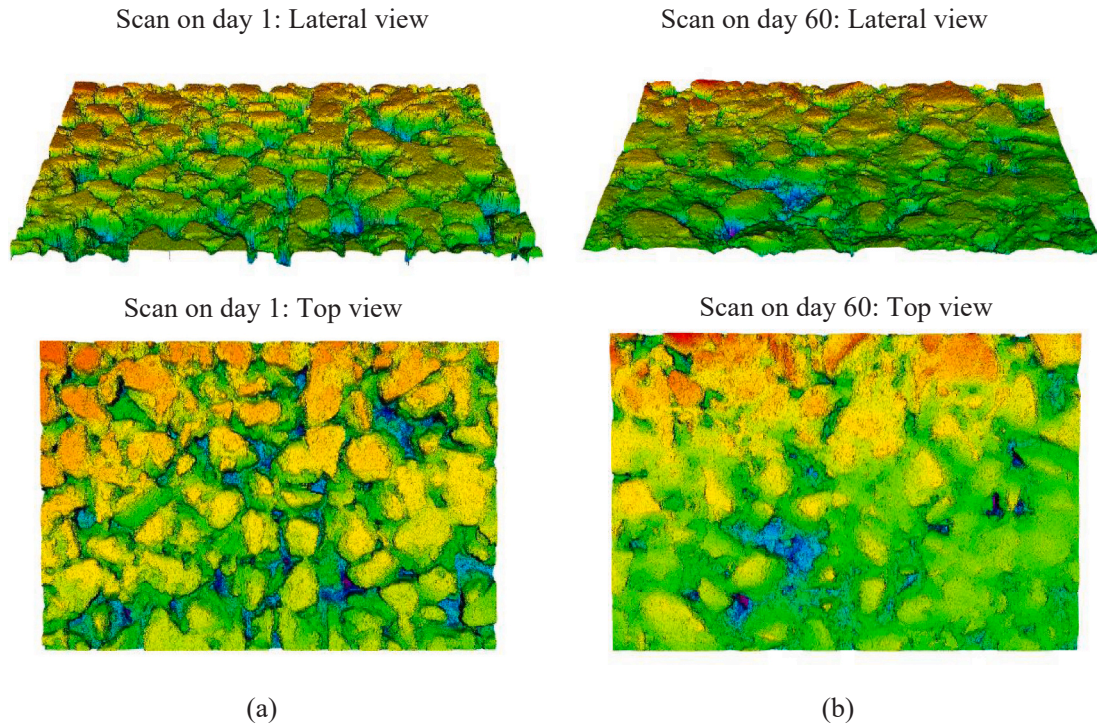 Scan on day 1: Lateral view
Scan on day 60: Lateral view
Scan on day 1: Top view
Scan on day 60: Top view
(a)
(b)